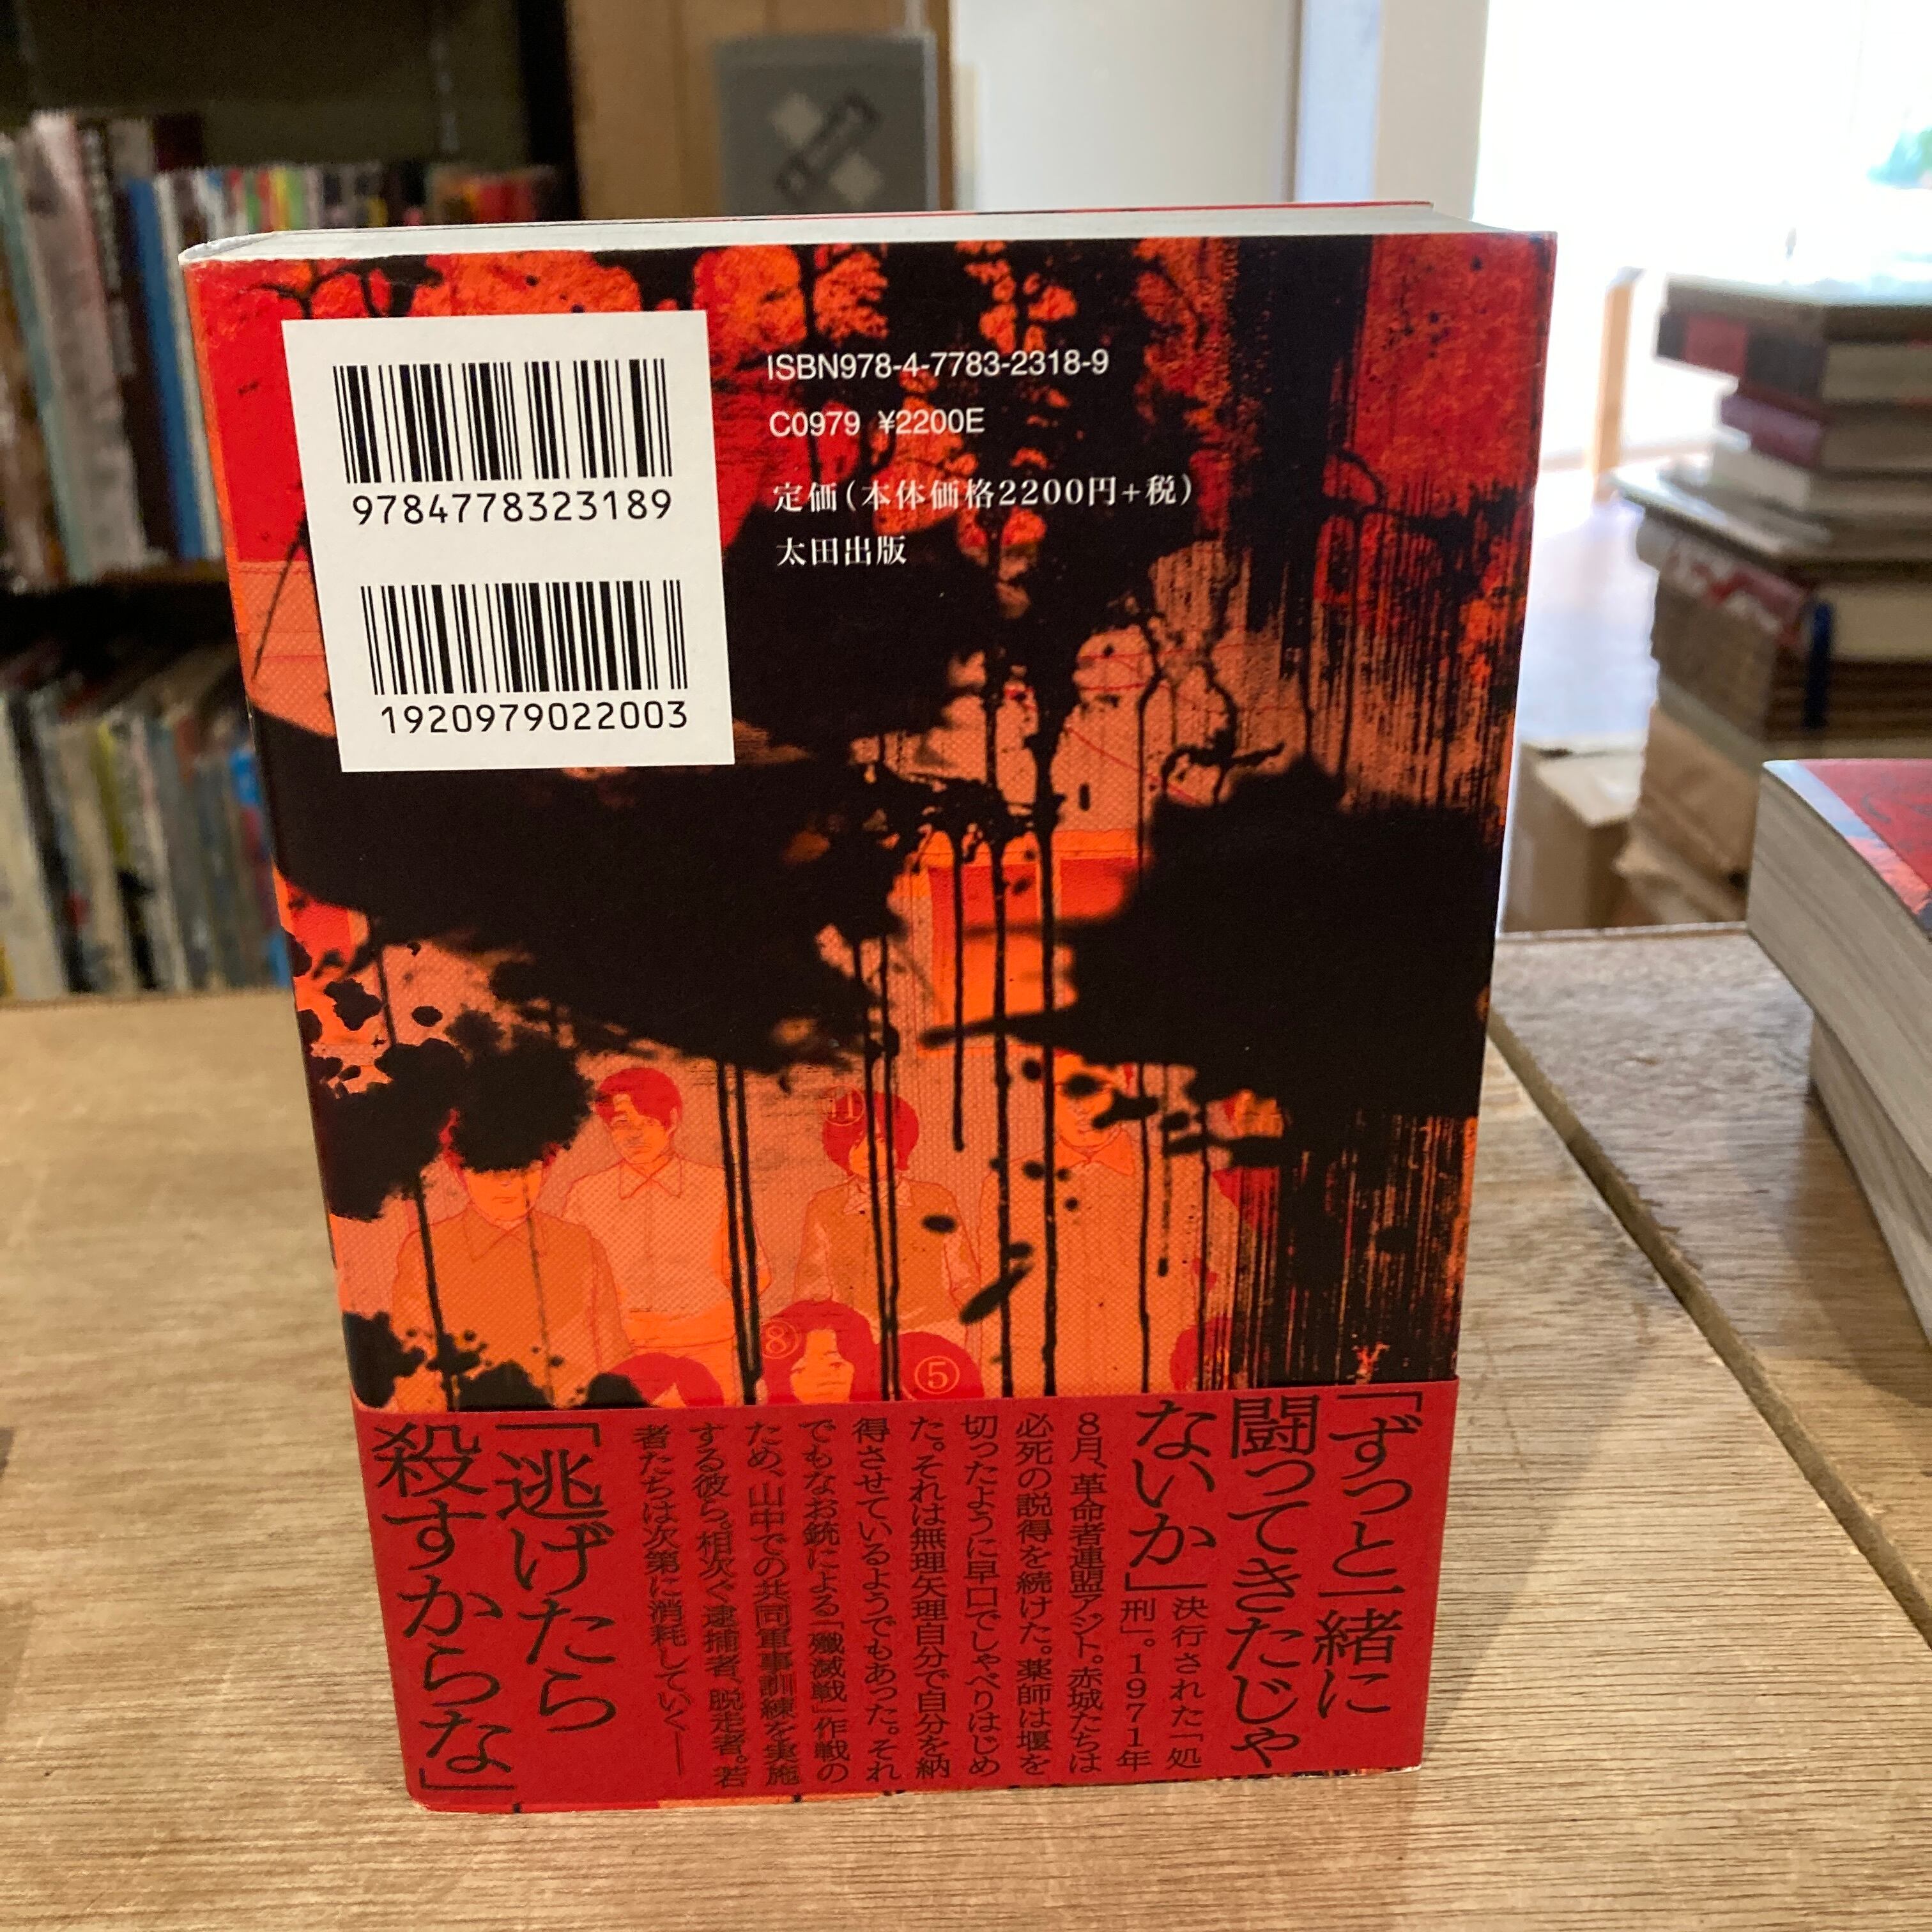 9784778323189
1920979022003
ISBN978-4-7783-2318-9
C0979 ¥2200E
定価(本体価格2200円+税)
太田出版
⑪
⑧
⑤
「ずっと一緒に
闘ってきたじゃ
ないか」
決行された「処
刑」。1971年
8月、革命者連盟アジト。赤城たちは
必死の説得を続けた。薬師は堰を
切ったように早口でしゃべりはじめ
た。それは無理矢理自分で自分を納
得させているようでもあった。それ
でもなお銃による「殲滅戦」作戦の
ため、山中での共同軍事訓練を実施
する彼ら。相次ぐ逮捕者、脱走者。若
者たちは次第に消耗していく──
「逃げたら
殺すからな」